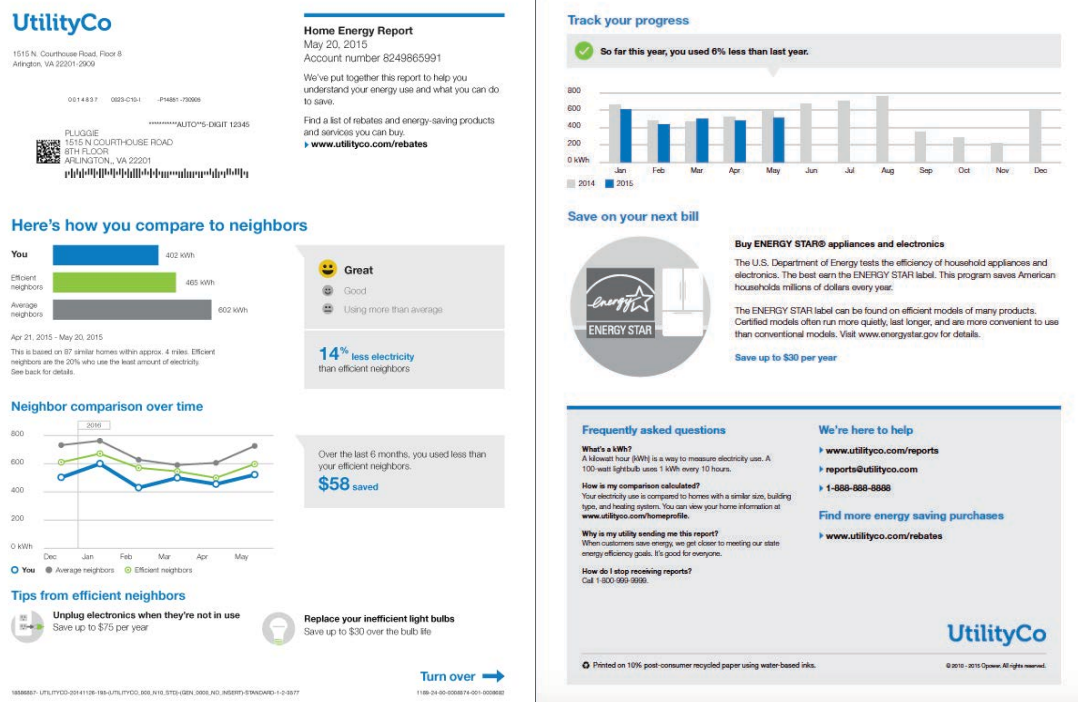 UtilityCo
1515 N. Courthouse Road, Floor 8
Arlington, VA 22201-2909
***********AUTO**5-DIGIT 12345
PLUGGIE
1515 N COURTHOUSE ROAD
8TH FLOOR
ARLINGTON,, VA 22201
Home Energy Report
May 20, 2015
Account number 8249865991
We've put together this report to help you
understand your energy use and what you can do
to save.
Find a list of rebates and energy-saving products
and services you can buy.
www.utilityco.com/rebates
Here's how you compare to neighbors
You
402 kWh
Efficient
neighbors
465 kWh
Average
neighbors
602 kWh
Apr 21, 2015 - May 20, 2015
This is based on 87 similar homes within approx. 4 miles. Efficient
neighbors are the 20% who use the least amount of electricity.
See back for details.
Great
Good
Using more than average
14% less electricity
than efficient neighbors
Neighbor comparison over time
2015
800
600
400
200
0 kWh
Dec Jan Feb Mar Apr May
You Average neighbors Efficient neighbors
Over the last 6 months, you used less than
your efficient neighbors.
$58 saved
Tips from efficient neighbors
Unplug electronics when they're not in use
Save up to $75 per year
Replace your inefficient light bulbs
Save up to $30 over the bulb life
Turn over
Track your progress
So far this year, you used 6% less than last year.
800
600
400
200
0 kWh
Jan Feb Mar Apr May Jun Jul Aug Sep Oct Nov Dec
2014 2015
Save on your next bill
energy
ENERGY STAR
Buy ENERGY STAR® appliances and electronics
The U.S. Department of Energy tests the efficiency of household appliances and
electronics. The best earn the ENERGY STAR label. This program saves American
households millions of dollars every year.
The ENERGY STAR label can be found on efficient models of many products.
Certified models often run more quietly, last longer, and are more convenient to use
than conventional models. Visit www.energystar.gov for details.
Save up to $30 per year
Frequently asked questions
What's a kWh?
A kilowatt hour (kWh) is a way to measure electricity use. A
100-watt lightbulb uses 1 kWh every 10 hours.
How is my comparison calculated?
Your electricity use is compared to homes with a similar size, building
type, and heating system. You can view your home information at
www.utilityco.com/homeprofile.
Why is my utility sending me this report?
When customers save energy, we get closer to meeting our state
energy efficiency goals. It's good for everyone.
How do I stop receiving reports?
Call 1-800-999-9999.
We're here to help
www.utilityco.com/reports
reports@utilityco.com
1-888-888-8888
Find more energy saving purchases
www.utilityco.com/rebates
UtilityCo
Printed on 10% post-consumer recycled paper using water-based inks.
© 2010 - 2015 Opower. All rights reserved.